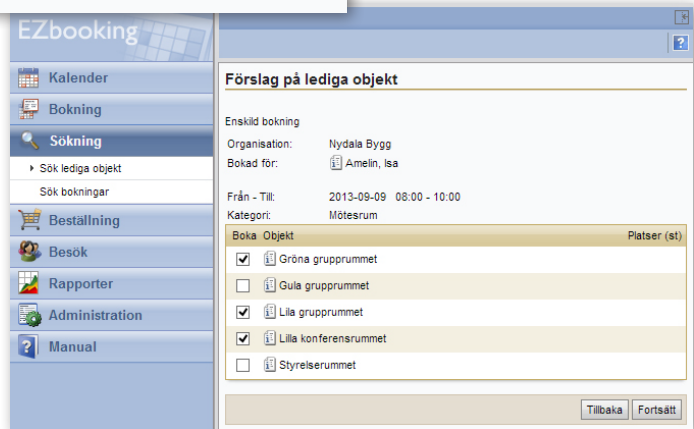 EZbooking
Kalender
Bokning
Sökning
Sök lediga objekt
Sök bokningar
Beställning
Besök
Rapporter
Administration
Manual
Förslag på lediga objekt
Enskild bokning
Organisation: Nydala Bygg
Bokad för: Amelin, Isa
Från - Till: 2013-09-09 08:00 - 10:00
Kategori: Mötesrum
Boka Objekt Platser (st)
Gröna grupprummet
Gula grupprummet
Lila grupprummet
Lilla konferensrummet
Styrelserummet
Tillbaka Fortsätt